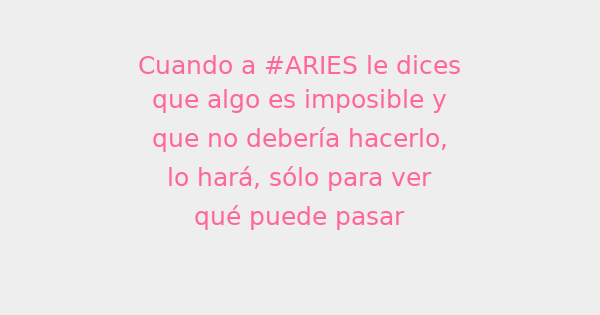 Cuando a #ARIES le dices
que algo es imposible y
que no debería hacerlo,
lo hará, sólo para ver
qué puede pasar